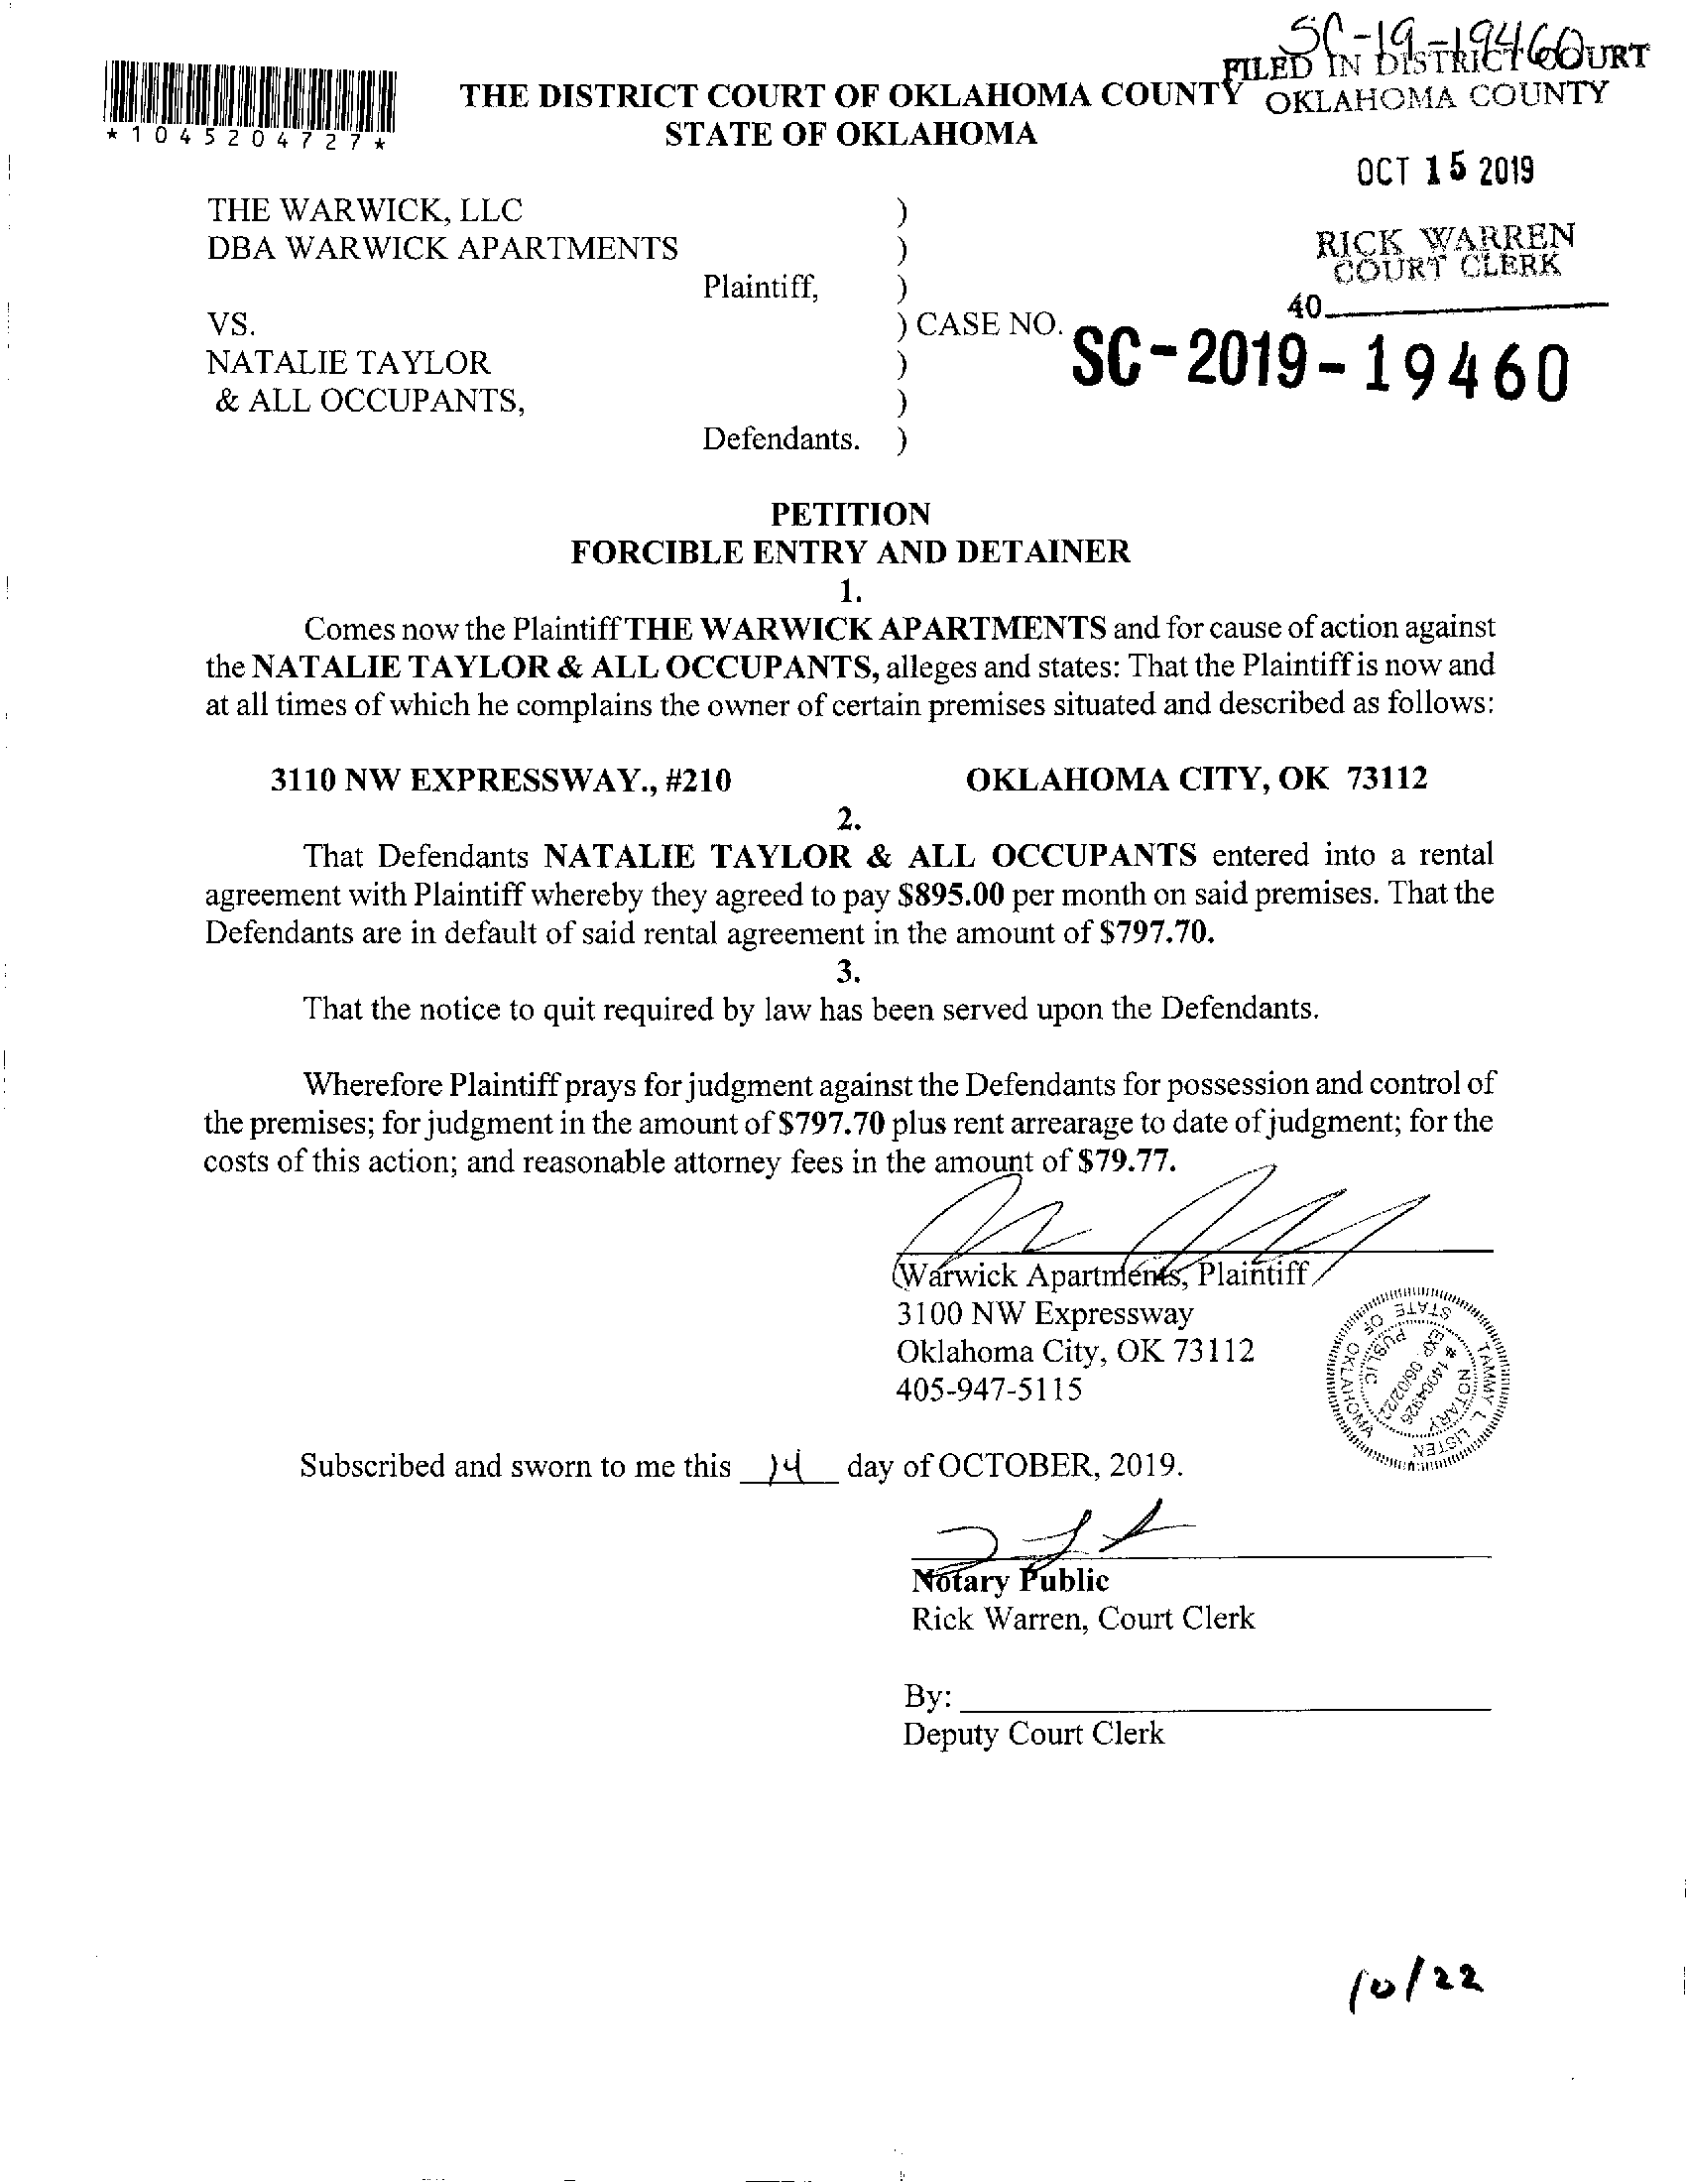 SC-19-19460
FILED IN DISTRICT COURT
OKLAHOMA COUNTY
*1045204727*
THE DISTRICT COURT OF OKLAHOMA COUNTY
STATE OF OKLAHOMA
OCT 15 2019
RICK WARREN
COURT CLERK
40
THE WARWICK, LLC )
DBA WARWICK APARTMENTS )
Plaintiff, )
VS. ) CASE NO. SC-2019-19460
NATALIE TAYLOR )
& ALL OCCUPANTS, )
Defendants. )
PETITION
FORCIBLE ENTRY AND DETAINER
1.
Comes now the Plaintiff THE WARWICK APARTMENTS and for cause of action against
the NATALIE TAYLOR & ALL OCCUPANTS, alleges and states: That the Plaintiff is now and
at all times of which he complains the owner of certain premises situated and described as follows:
3110 NW EXPRESSWAY., #210 OKLAHOMA CITY, OK 73112
2.
That Defendants NATALIE TAYLOR & ALL OCCUPANTS entered into a rental
agreement with Plaintiff whereby they agreed to pay $895.00 per month on said premises. That the
Defendants are in default of said rental agreement in the amount of $797.70.
3.
That the notice to quit required by law has been served upon the Defendants.
Wherefore Plaintiff prays for judgment against the Defendants for possession and control of
the premises; for judgment in the amount of $797.70 plus rent arrearage to date of judgment; for the
costs of this action; and reasonable attorney fees in the amount of $79.77.
Warwick Apartments, Plaintiff
3100 NW Expressway
Oklahoma City, OK 73112
405-947-5115
TAMMY L. LISTEN
STATE OF OKLAHOMA
NOTARY PUBLIC
# 14004926
EXP. 06/02/22
Subscribed and sworn to me this 14 day of OCTOBER, 2019.
Notary Public
Rick Warren, Court Clerk
By:
Deputy Court Clerk
10/22